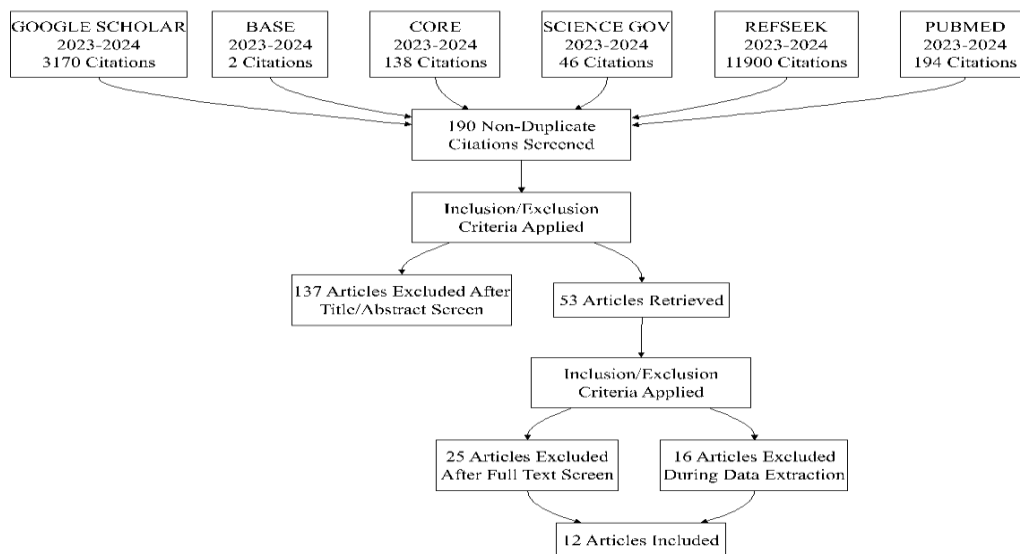 GOOGLE SCHOLAR
2023-2024
3170 Citations
BASE
2023-2024
2 Citations
CORE
2023-2024
138 Citations
SCIENCE GOV
2023-2024
46 Citations
REFSEEK
2023-2024
11900 Citations
PUBMED
2023-2024
194 Citations
190 Non-Duplicate
Citations Screened
Inclusion/Exclusion
Criteria Applied
137 Articles Excluded After
Title/Abstract Screen
53 Articles Retrieved
Inclusion/Exclusion
Criteria Applied
25 Articles Excluded
After Full Text Screen
16 Articles Excluded
During Data Extraction
12 Articles Included